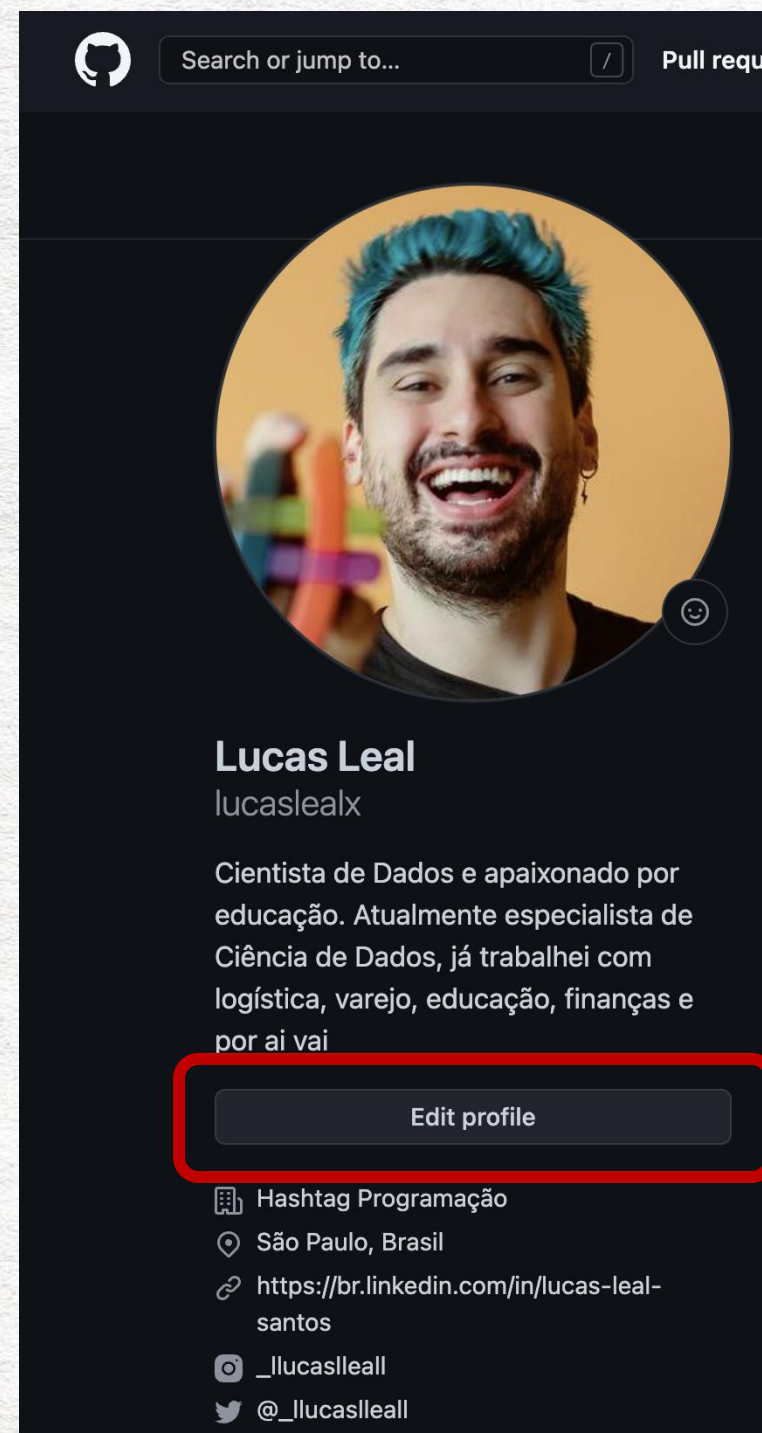 Search or jump to...
/
Pull requ
Lucas Leal
lucaslealx
Cientista de Dados e apaixonado por
educação. Atualmente especialista de
Ciência de Dados, já trabalhei com
logística, varejo, educação, finanças e
por ai vai
Edit profile
Hashtag Programação
São Paulo, Brasil
https://br.linkedin.com/in/lucas-leal-
santos
_llucaslleall
@_llucaslleall